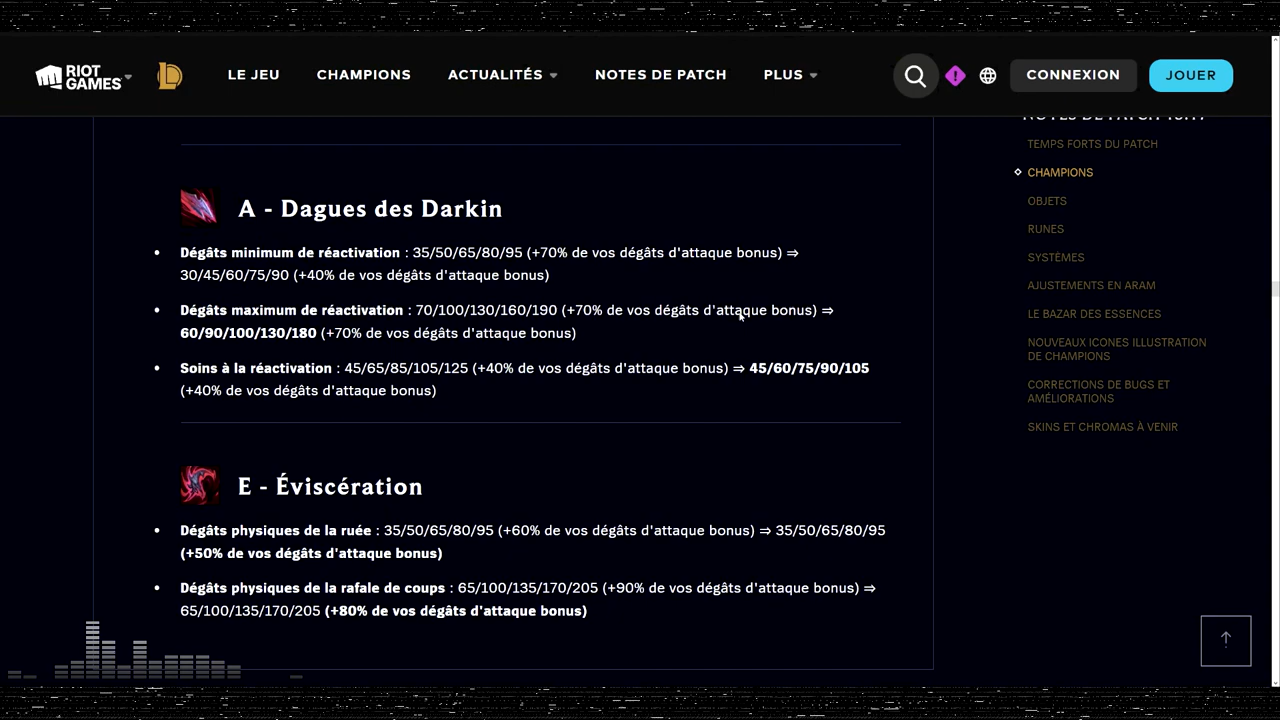 RIOT GAMES
LE JEU
CHAMPIONS
ACTUALITÉS
NOTES DE PATCH
PLUS
CONNEXION
JOUER
A - Dagues des Darkin
Dégâts minimum de réactivation : 35/50/65/80/95 (+70% de vos dégâts d'attaque bonus) ⇒
30/45/60/75/90 (+40% de vos dégâts d'attaque bonus)
Dégâts maximum de réactivation : 70/100/130/160/190 (+70% de vos dégâts d'attaque bonus) ⇒
60/90/100/130/180 (+70% de vos dégâts d'attaque bonus)
Soins à la réactivation : 45/65/85/105/125 (+40% de vos dégâts d'attaque bonus) ⇒ 45/60/75/90/105
(+40% de vos dégâts d'attaque bonus)
E - Éviscération
Dégâts physiques de la ruée : 35/50/65/80/95 (+60% de vos dégâts d'attaque bonus) ⇒ 35/50/65/80/95
(+50% de vos dégâts d'attaque bonus)
Dégâts physiques de la rafale de coups : 65/100/135/170/205 (+90% de vos dégâts d'attaque bonus) ⇒
65/100/135/170/205 (+80% de vos dégâts d'attaque bonus)
NOTES DE PATCH
TEMPS FORTS DU PATCH
CHAMPIONS
OBJETS
RUNES
SYSTÈMES
AJUSTEMENTS EN ARAM
LE BAZAR DES ESSENCES
NOUVEAUX ICONES ILLUSTRATION
DE CHAMPIONS
CORRECTIONS DE BUGS ET
AMÉLIORATIONS
SKINS ET CHROMAS À VENIR